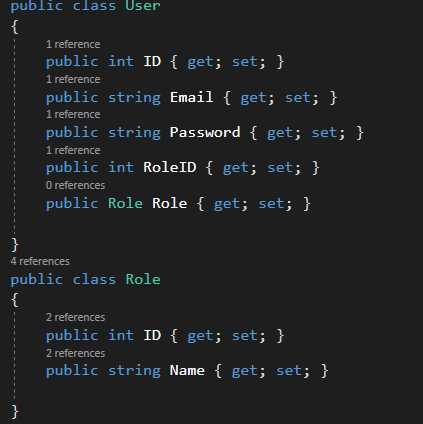 public class User
{
1 reference
public int ID { get; set; }
1 reference
public string Email { get; set; }
1 reference
public string Password { get; set; }
1 reference
public int RoleID { get; set; }
0 references
public Role Role { get; set; }
}
4 references
public class Role
{
2 references
public int ID { get; set; }
2 references
public string Name { get; set; }
}